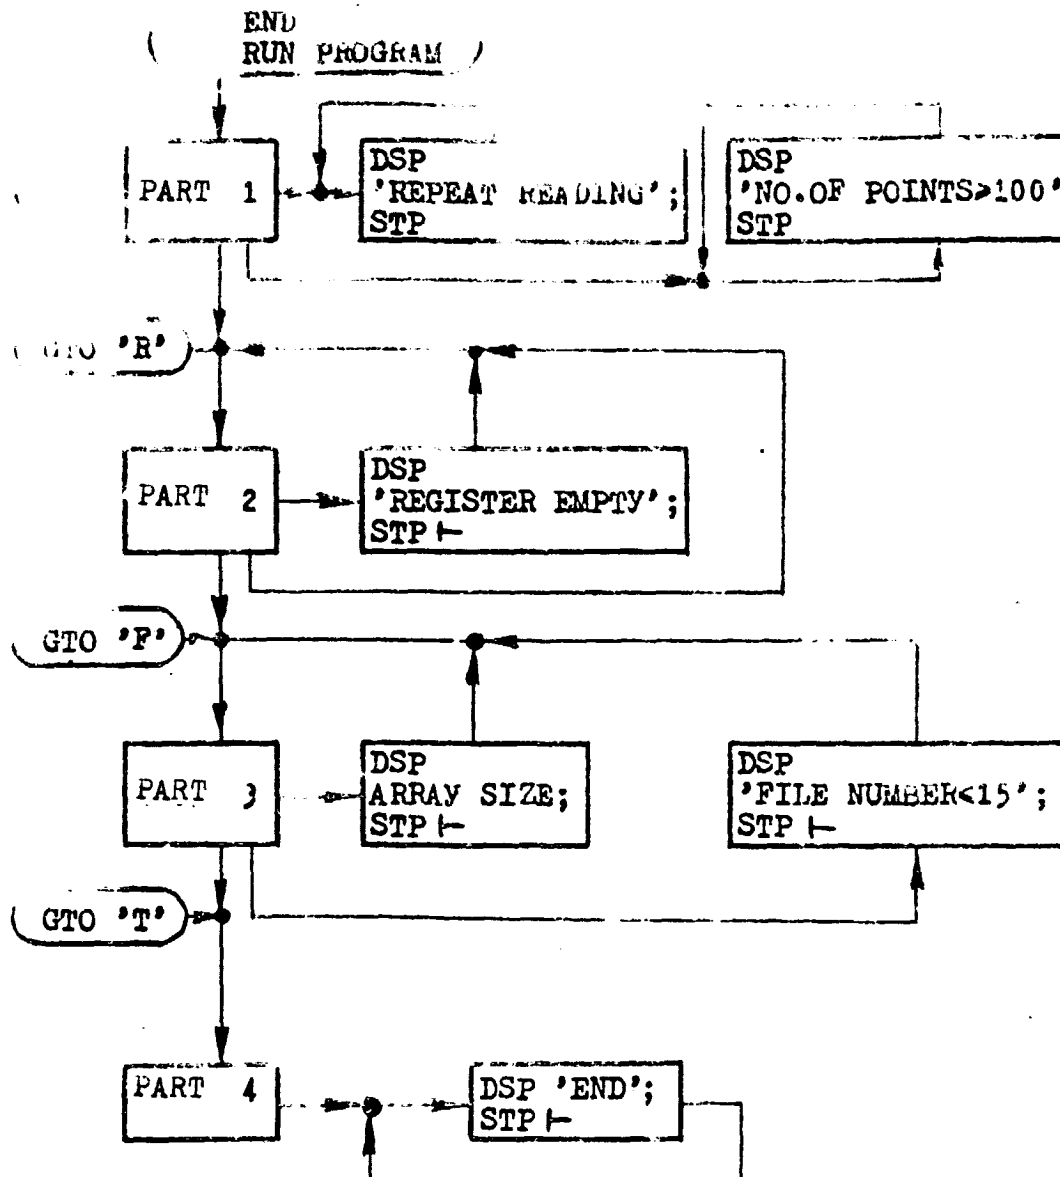 END
RUN PROGRAM
PART 1
DSP
'REPEAT READING';
STP
DSP
'NO.OF POINTS>100'
STP
GTO 'R'
PART 2
DSP
'REGISTER EMPTY';
STP ⊢
GTO 'F'
PART 3
DSP
ARRAY SIZE;
STP ⊢
DSP
'FILE NUMBER<15';
STP ⊢
GTO 'T'
PART 4
DSP 'END';
STP ⊢